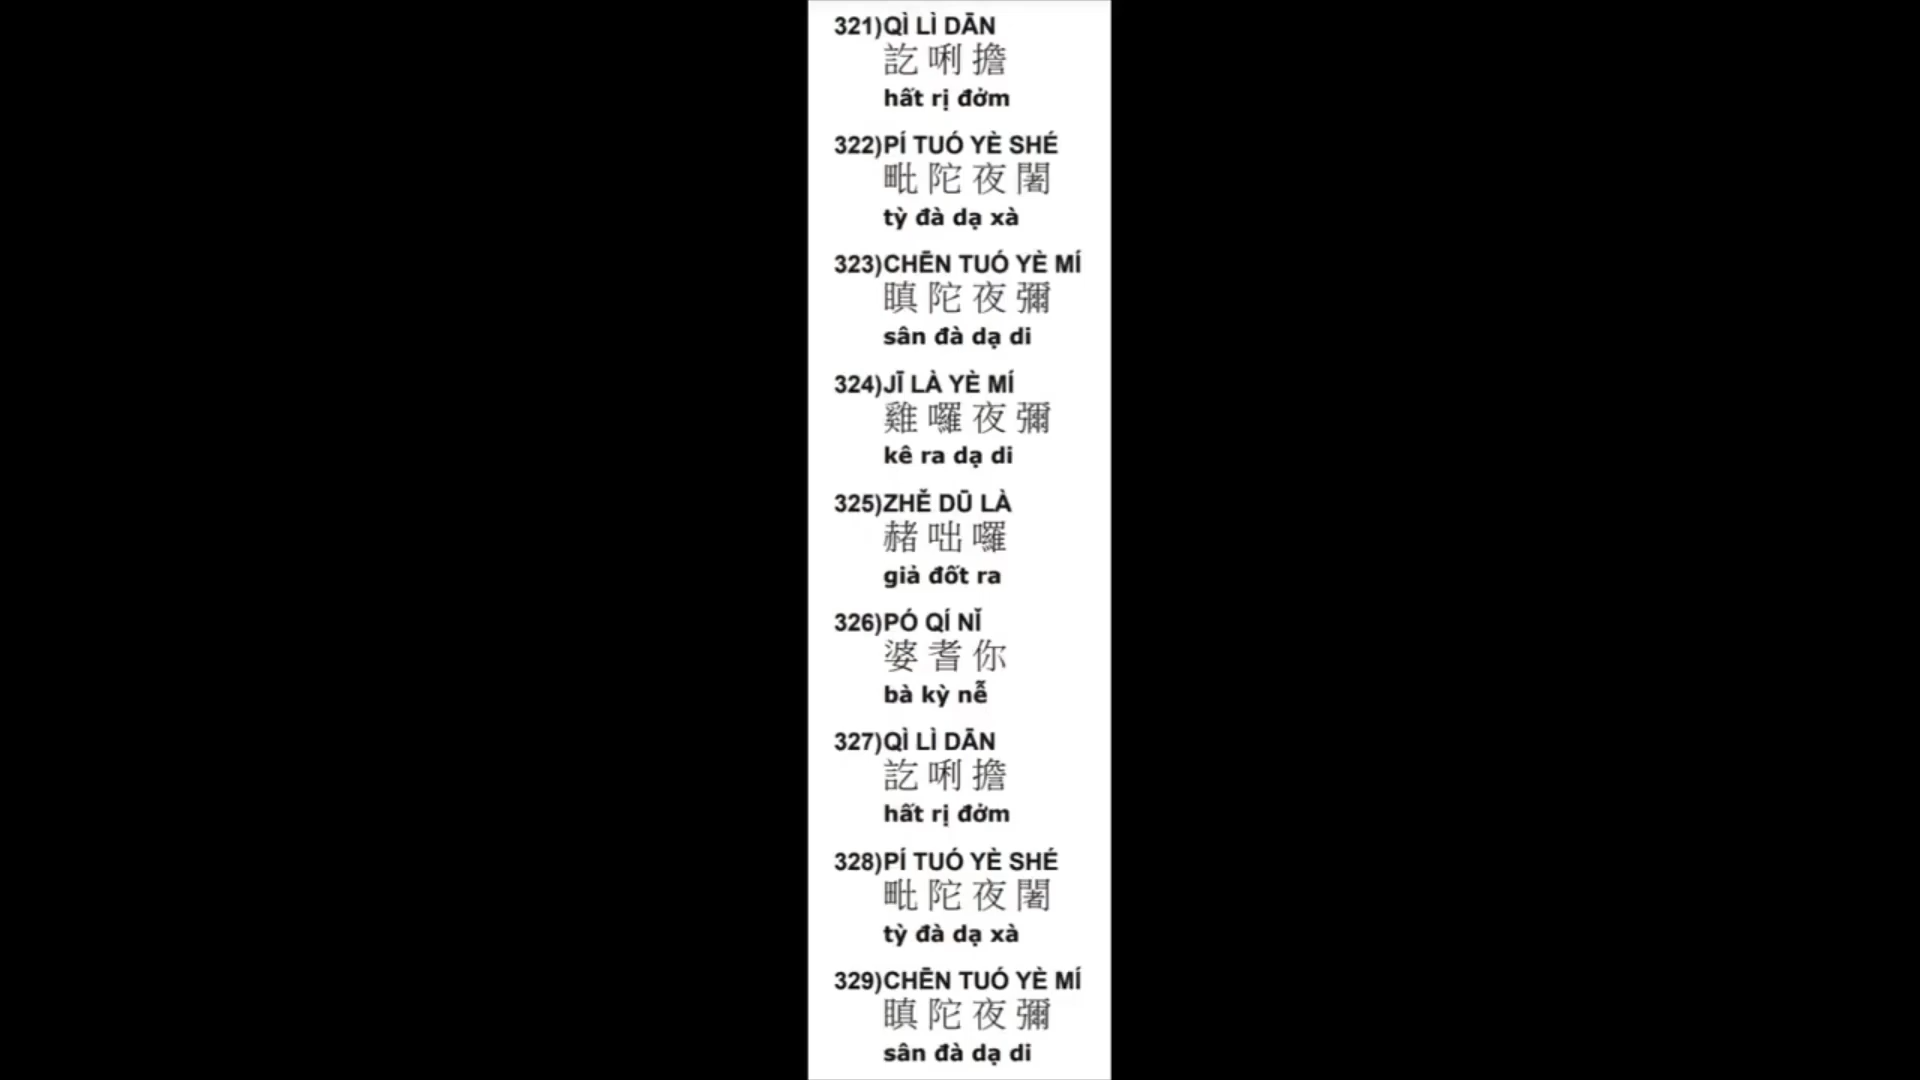 321)QÌ LÌ DĀN
訖 唎 擔
hất rị đởm
322)PÍ TUÓ YÈ SHÉ
毗 陀 夜 闍
tỳ đà dạ xà
323)CHĒN TUÓ YÈ MÍ
瞋 陀 夜 彌
sân đà dạ di
324)JĪ LÀ YÈ MÍ
雞 囉 夜 彌
kê ra dạ di
325)ZHĚ DŪ LÀ
赭 咄 囉
giả đốt ra
326)PÓ QÍ NǏ
婆 耆 你
bà kỳ nễ
327)QÌ LÌ DĀN
訖 唎 擔
hất rị đởm
328)PÍ TUÓ YÈ SHÉ
毗 陀 夜 闍
tỳ đà dạ xà
329)CHĒN TUÓ YÈ MÍ
瞋 陀 夜 彌
sân đà dạ di